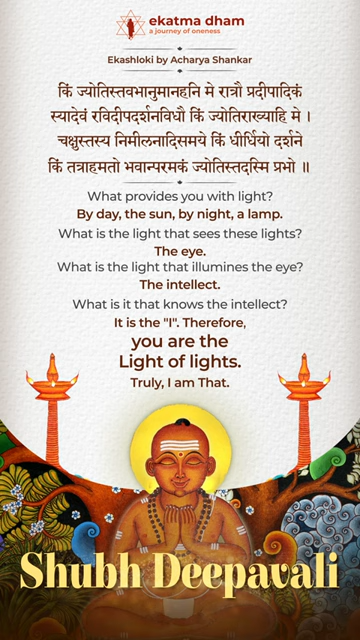 ekatma dham
a journey of oneness
Ekashloki by Acharya Shankar
किं ज्योतिस्तवभानुमानहनि मे रात्रौ प्रदीपादिकं
स्यादेवं रविदीपदर्शनविधौ किं ज्योतिराख्याहि मे ।
चक्षुस्तस्य निमीलनादिसमये किं धीर्धियो दर्शने
किं तत्राहमतो भवान्परमकं ज्योतिस्तदस्मि प्रभो ॥
What provides you with light?
By day, the sun, by night, a lamp.
What is the light that sees these lights?
The eye.
What is the light that illumines the eye?
The intellect.
What is it that knows the intellect?
It is the "I". Therefore,
you are the
Light of lights.
Truly, I am That.
Shubh Deepavali